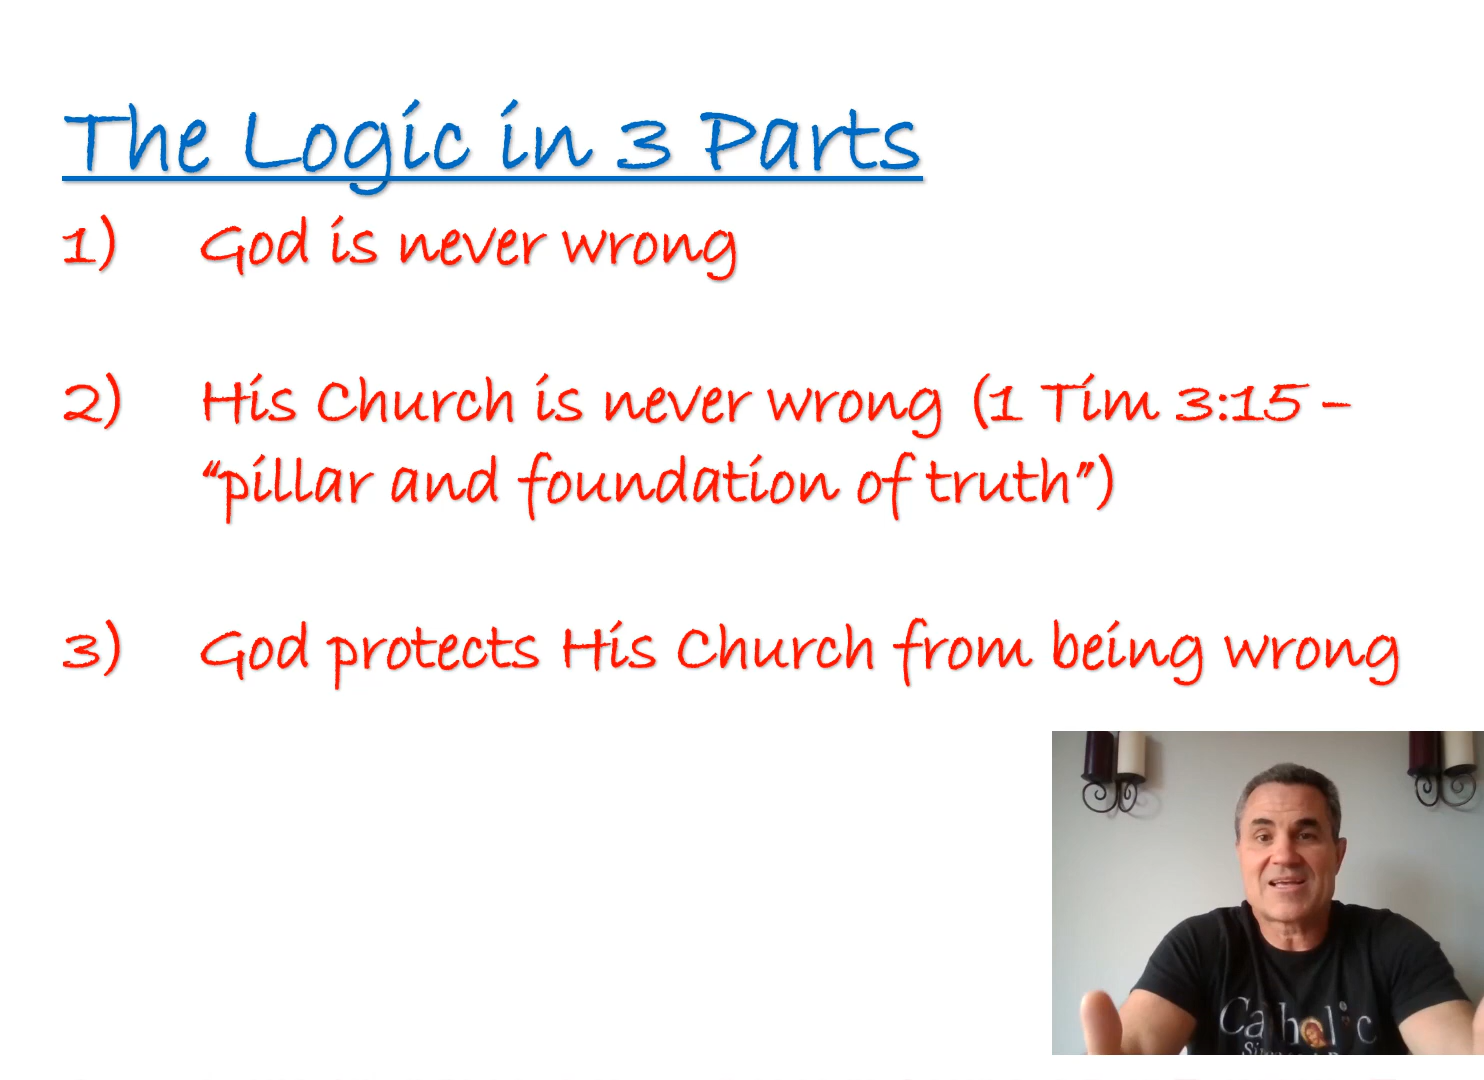 The Logic in 3 Parts
1) God is never wrong
2) His Church is never wrong (1 Tim 3:15 –
“pillar and foundation of truth”)
3) God protects His Church from being wrong
Catholic